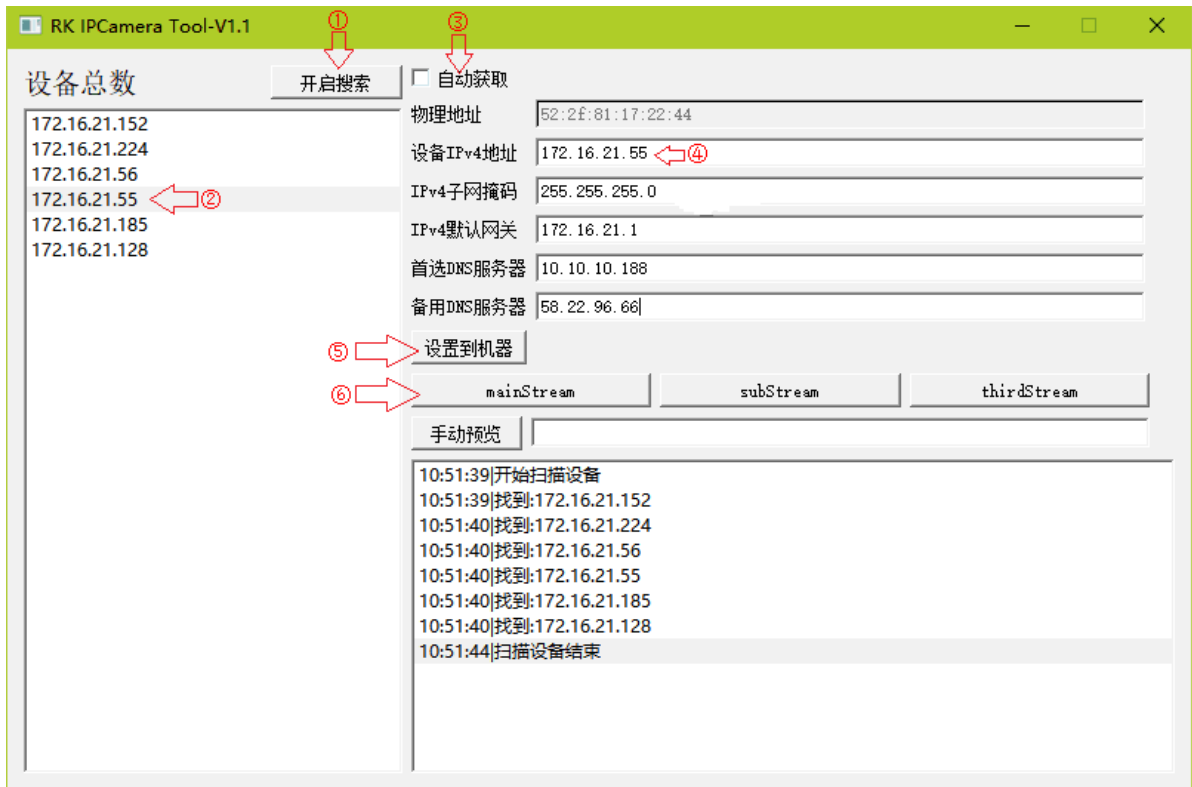 RK IPCamera Tool-V1.1
① ③
设备总数 开启搜索 自动获取
172.16.21.152
172.16.21.224
172.16.21.56
172.16.21.55 ②
172.16.21.185
172.16.21.128
物理地址 52:2f:81:17:22:44
设备IPv4地址 172.16.21.55 ④
IPv4子网掩码 255.255.255.0
IPv4默认网关 172.16.21.1
首选DNS服务器 10.10.10.188
备用DNS服务器 58.22.96.66
⑤ 设置到机器
⑥ mainStream subStream thirdStream
手动预览
10:51:39|开始扫描设备
10:51:39|找到:172.16.21.152
10:51:40|找到:172.16.21.224
10:51:40|找到:172.16.21.56
10:51:40|找到:172.16.21.55
10:51:40|找到:172.16.21.185
10:51:40|找到:172.16.21.128
10:51:44|扫描设备结束